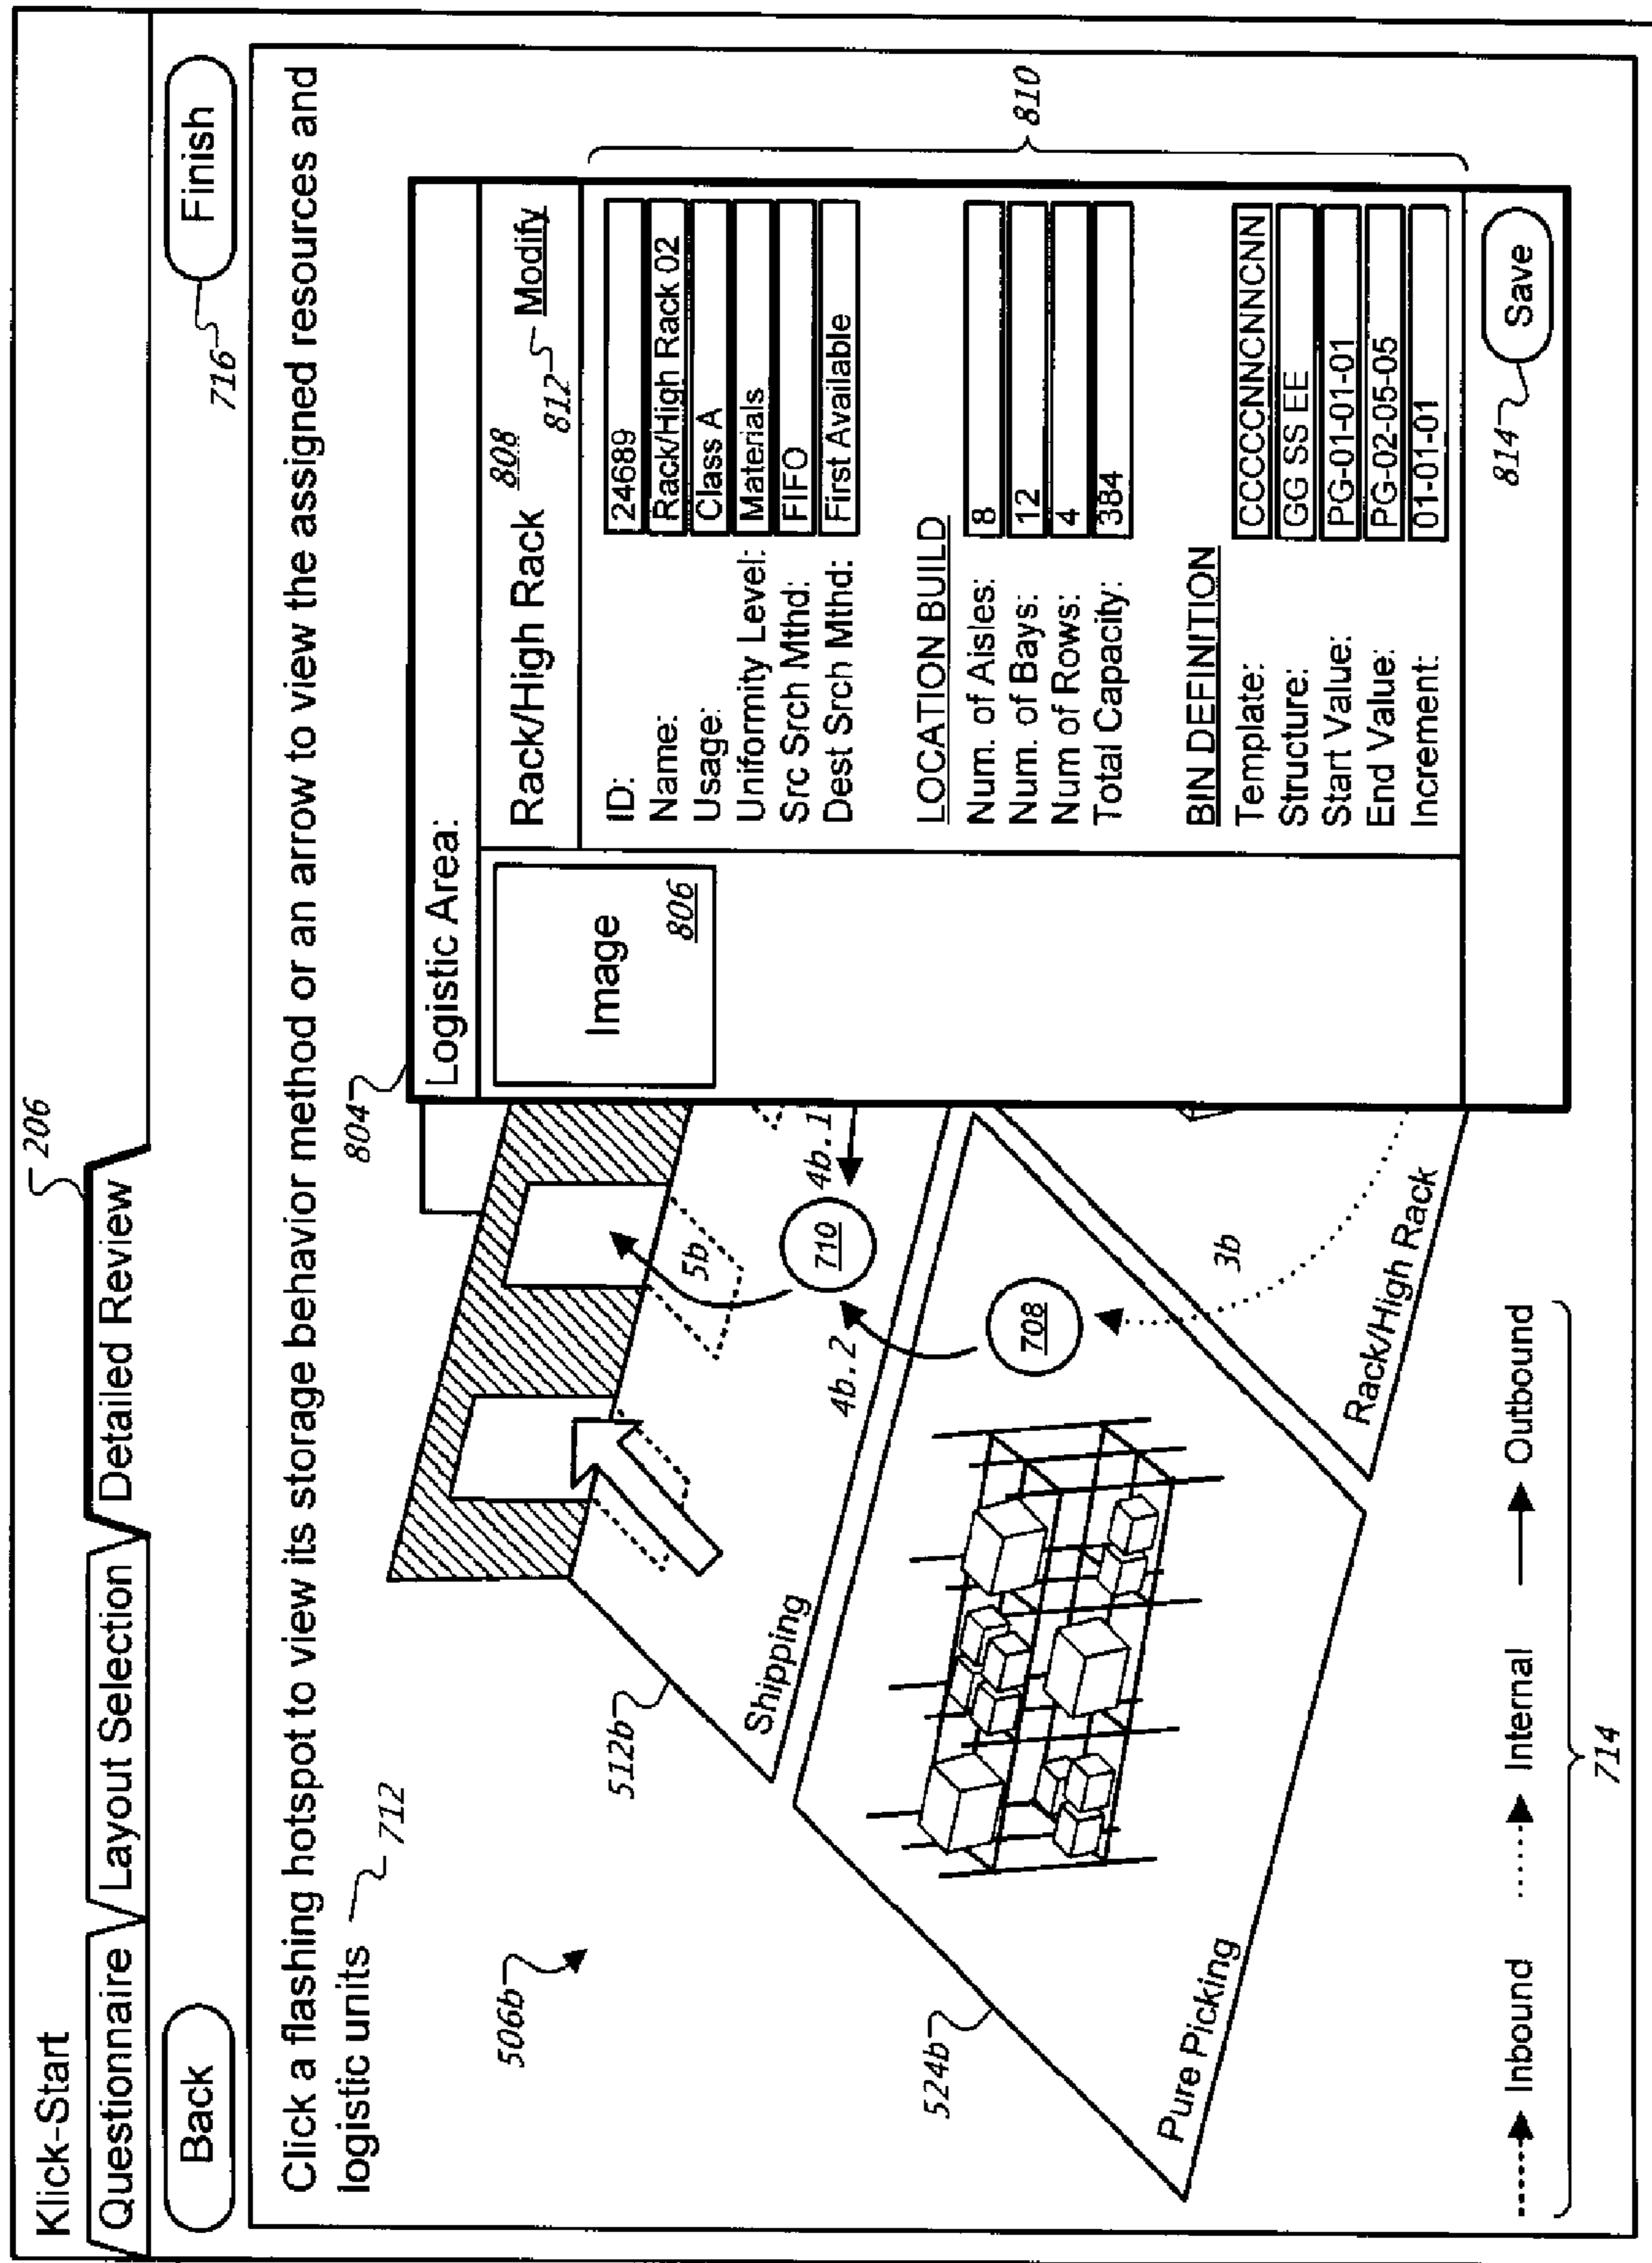 Klick-Start
206
Questionnaire
Layout Selection
Detailed Review
Back
Finish
716
Click a flashing hotspot to view its storage behavior method or an arrow to view the assigned resources and
logistic units
712
506b
804
Logistic Area:
Image
806
Rack/High Rack
808
812
Modify
ID: 24689
Name: Rack/High Rack 02
Usage: Class A
Uniformity Level: Materials
Src Srch Mthd: FIFO
Dest Srch Mthd: First Available
LOCATION BUILD
Num. of Aisles: 8
Num. of Bays: 12
Num of Rows: 4
Total Capacity: 384
BIN DEFINITION
Template: CCCCCNNCNNCNN
Structure: GG SS EE
Start Value: PG-01-01-01
End Value: PG-02-05-05
Increment: 01-01-01
810
814
Save
512b
Shipping
5b
4b.1
710
4b.2
708
3b
524b
Pure Picking
Rack/High Rack
Inbound
Internal
Outbound
714